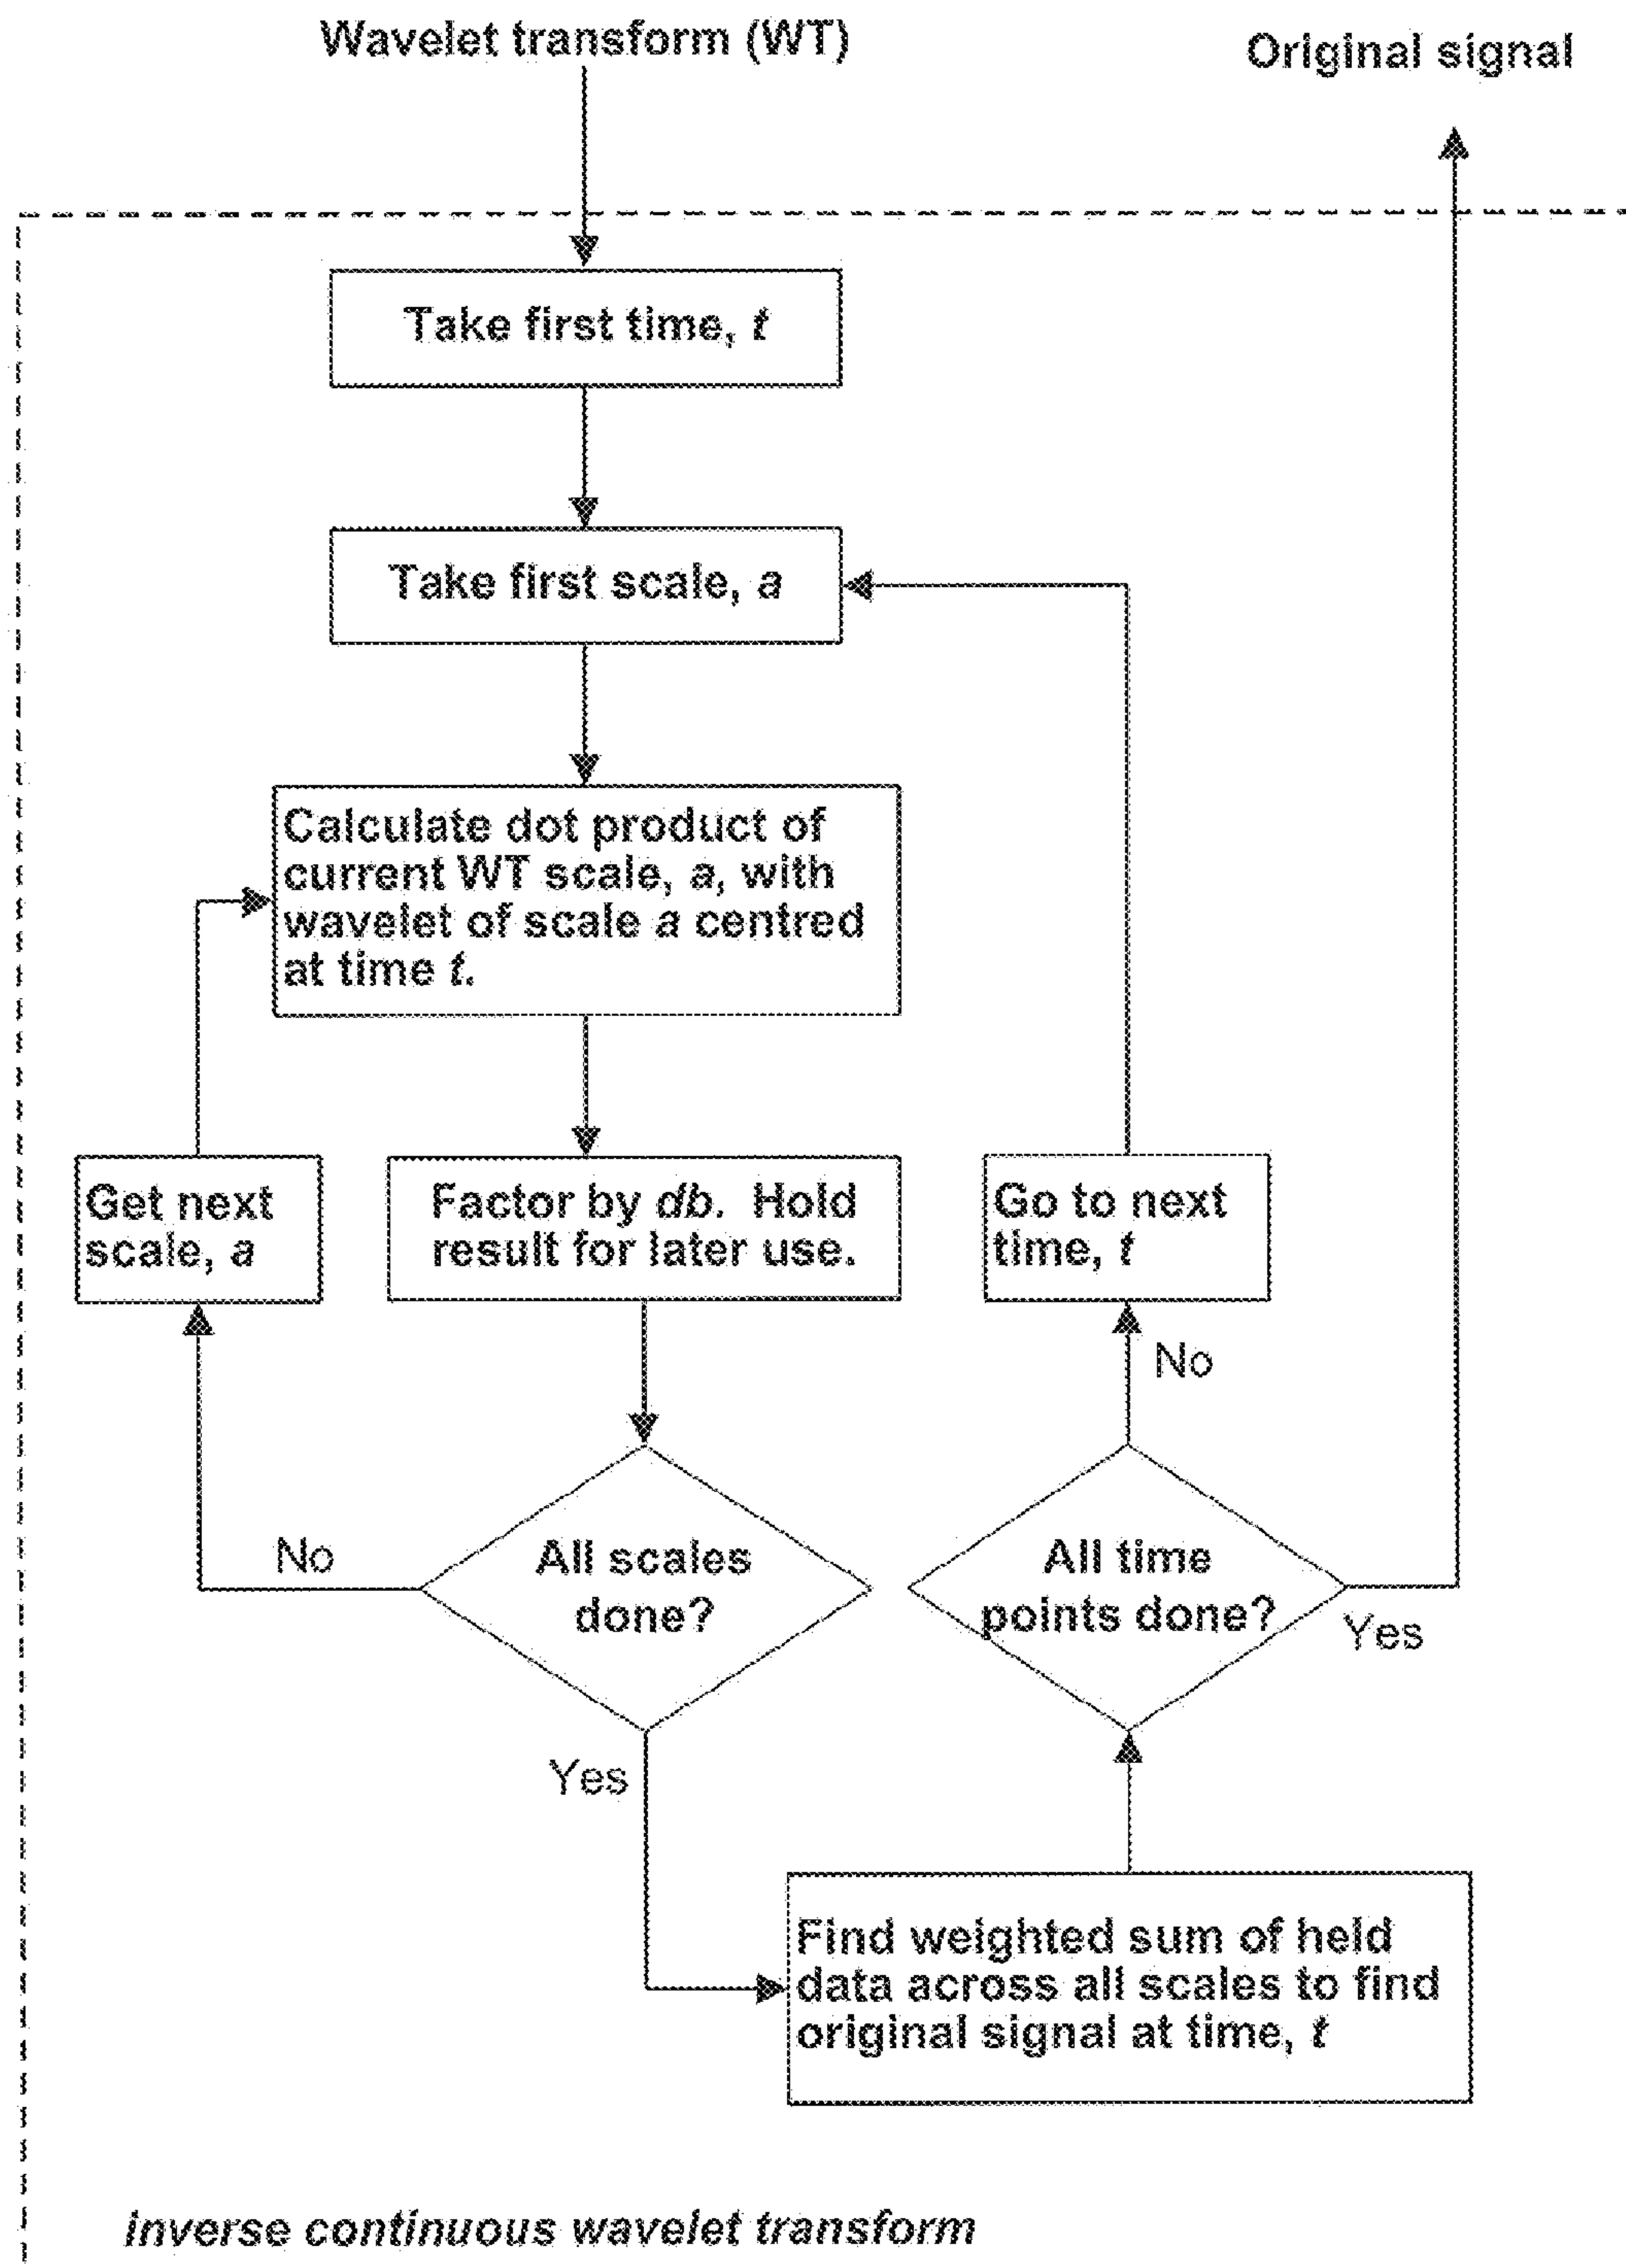 Wavelet transform (WT)
Original signal
Take first time, t
Take first scale, a
Calculate dot product of
current WT scale, a, with
wavelet of scale a centred
at time t.
Get next
scale, a
Factor by db. Hold
result for later use.
Go to next
time, t
No
No
All scales
done?
All time
points done?
Yes
Yes
Find weighted sum of held
data across all scales to find
original signal at time, t
Inverse continuous wavelet transform